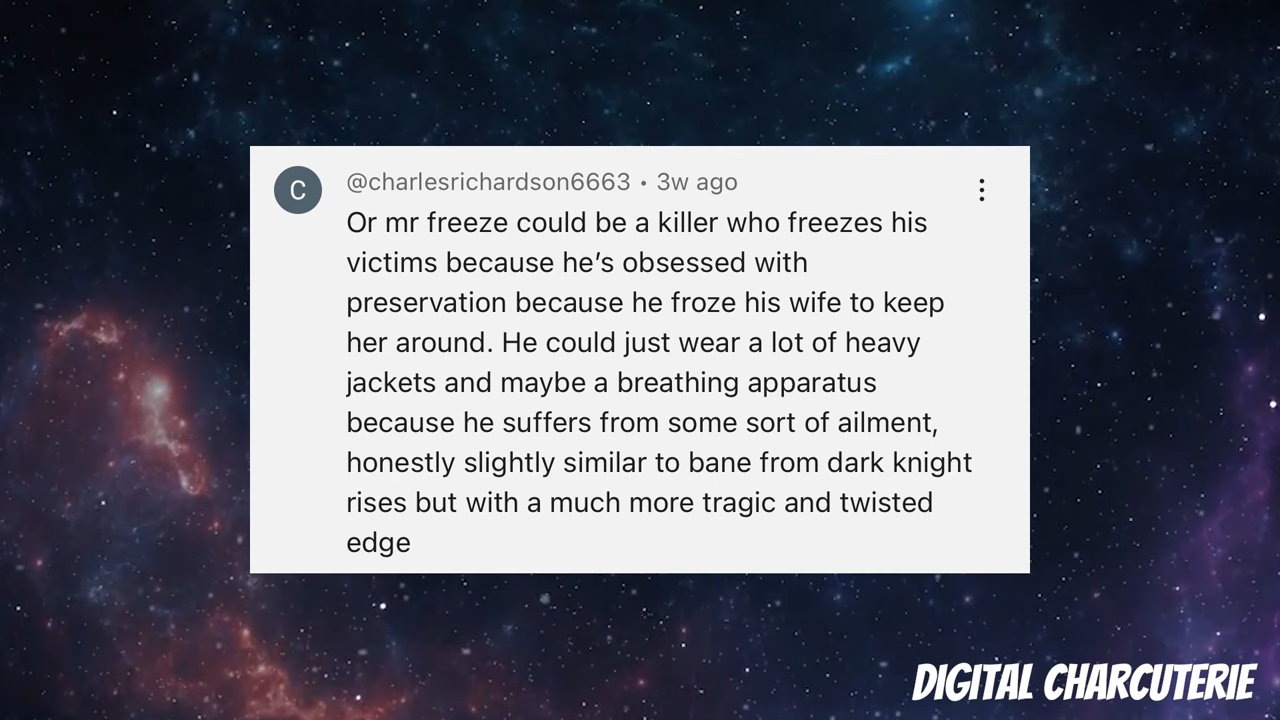 C
@charlesrichardson6663 • 3w ago
Or mr freeze could be a killer who freezes his
victims because he’s obsessed with
preservation because he froze his wife to keep
her around. He could just wear a lot of heavy
jackets and maybe a breathing apparatus
because he suffers from some sort of ailment,
honestly slightly similar to bane from dark knight
rises but with a much more tragic and twisted
edge
DIGITAL CHARCUTERIE